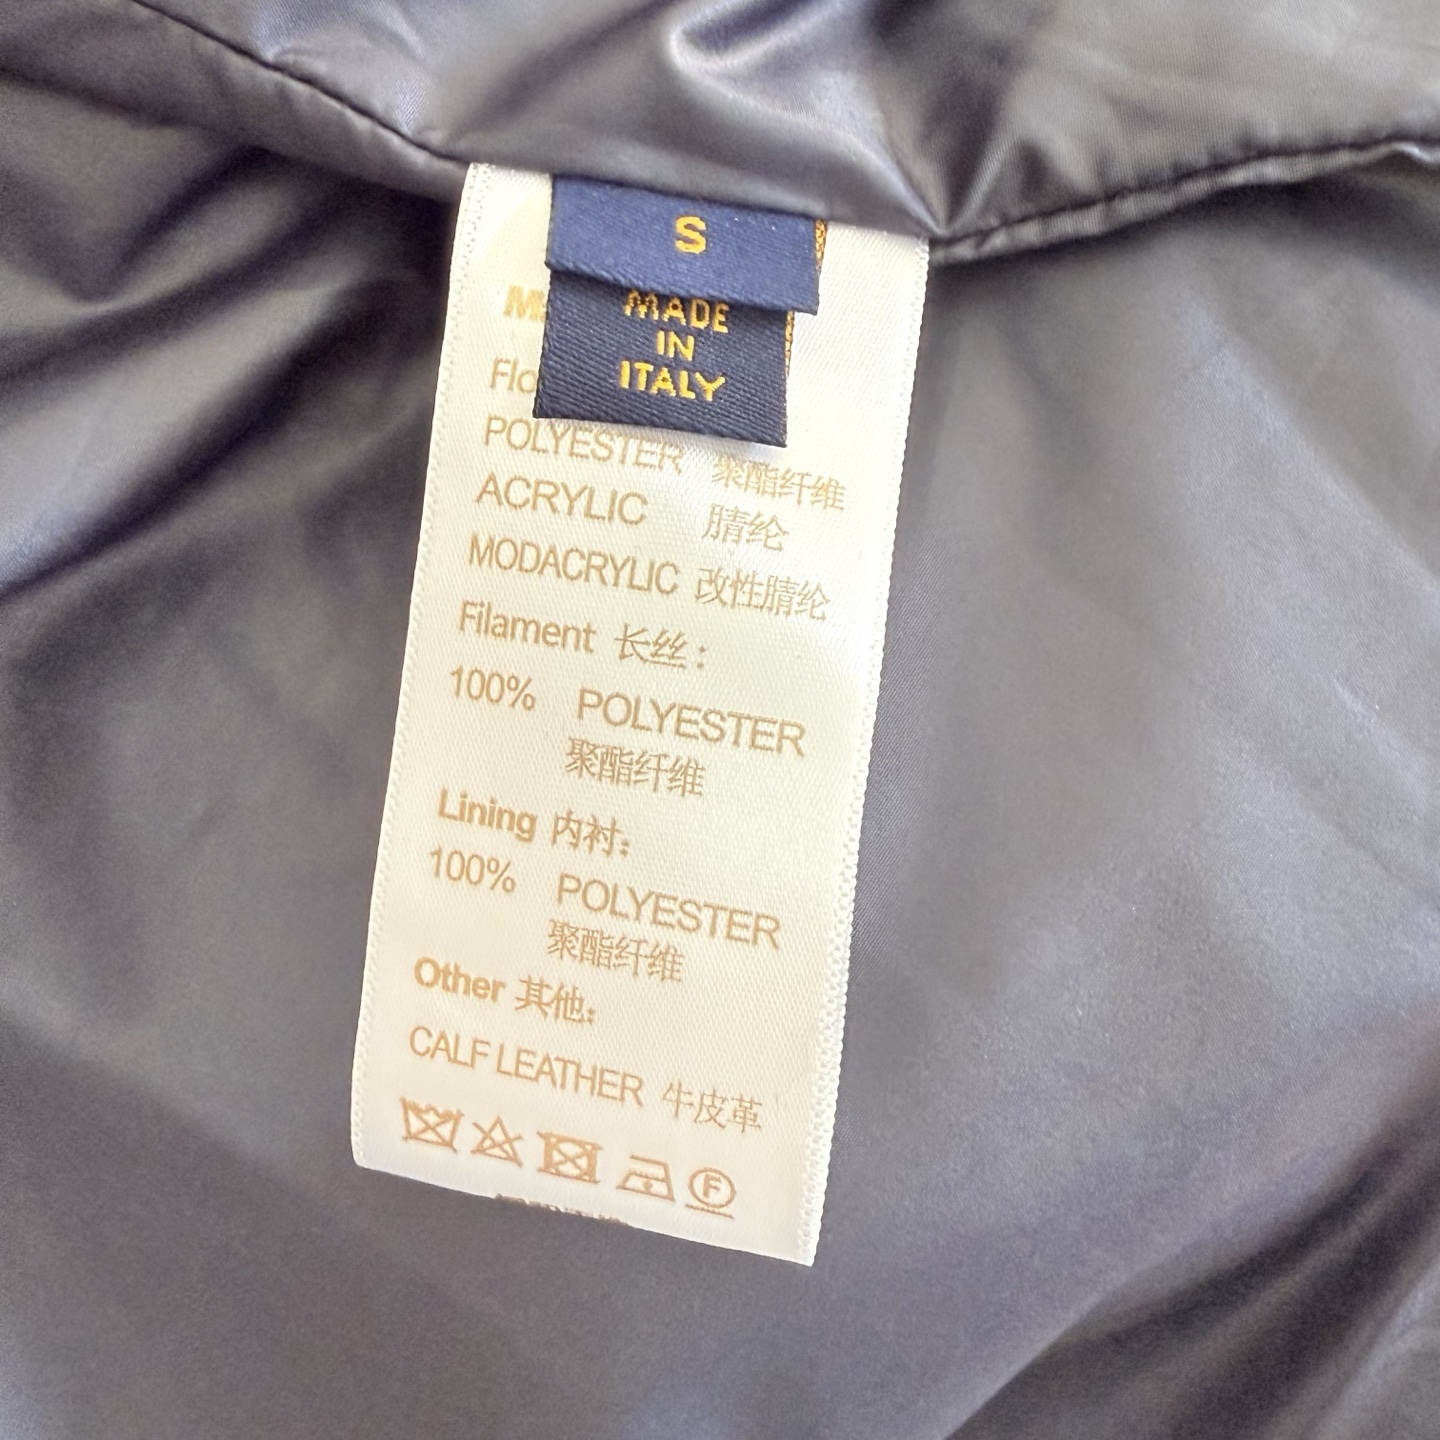 S
MADE
IN
ITALY
POLYESTER 聚酯纤维
ACRYLIC 腈纶
MODACRYLIC 改性腈纶
Filament 长丝:
100% POLYESTER
聚酯纤维
Lining 内衬:
100% POLYESTER
聚酯纤维
Other 其他:
CALF LEATHER 牛皮革
F